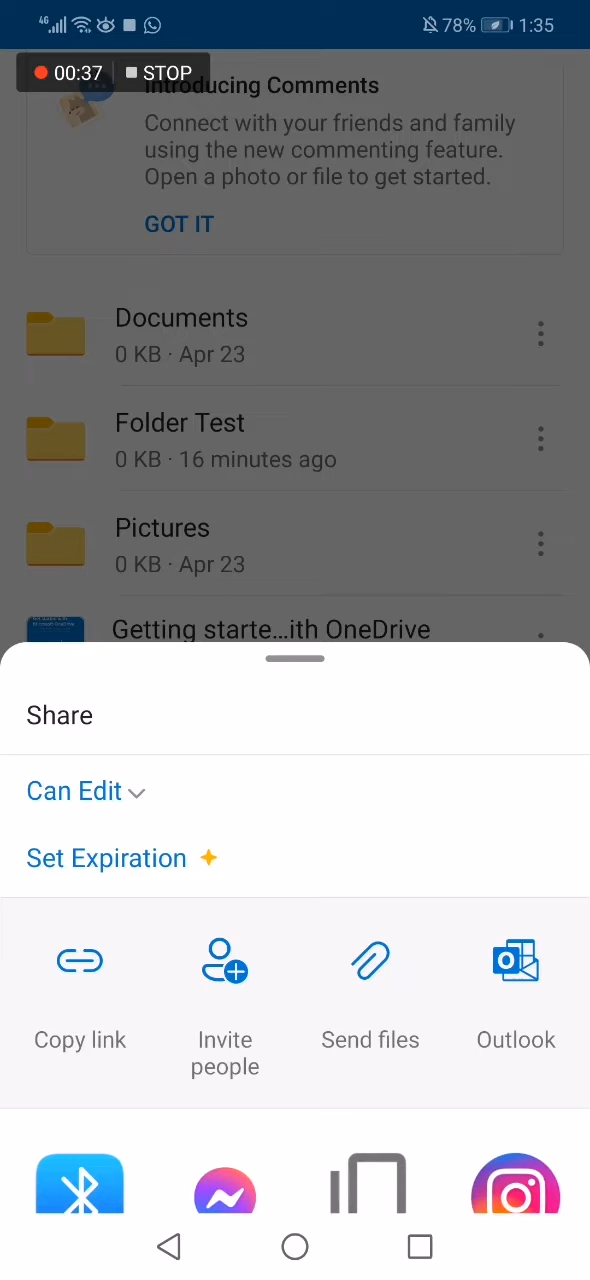 4G 78% 1:35
00:37 STOP
Introducing Comments
Connect with your friends and family
using the new commenting feature.
Open a photo or file to get started.
GOT IT
Documents
0 KB · Apr 23
Folder Test
0 KB · 16 minutes ago
Pictures
0 KB · Apr 23
Getting starte...ith OneDrive
Share
Can Edit
Set Expiration
Copy link
Invite
people
Send files
Outlook